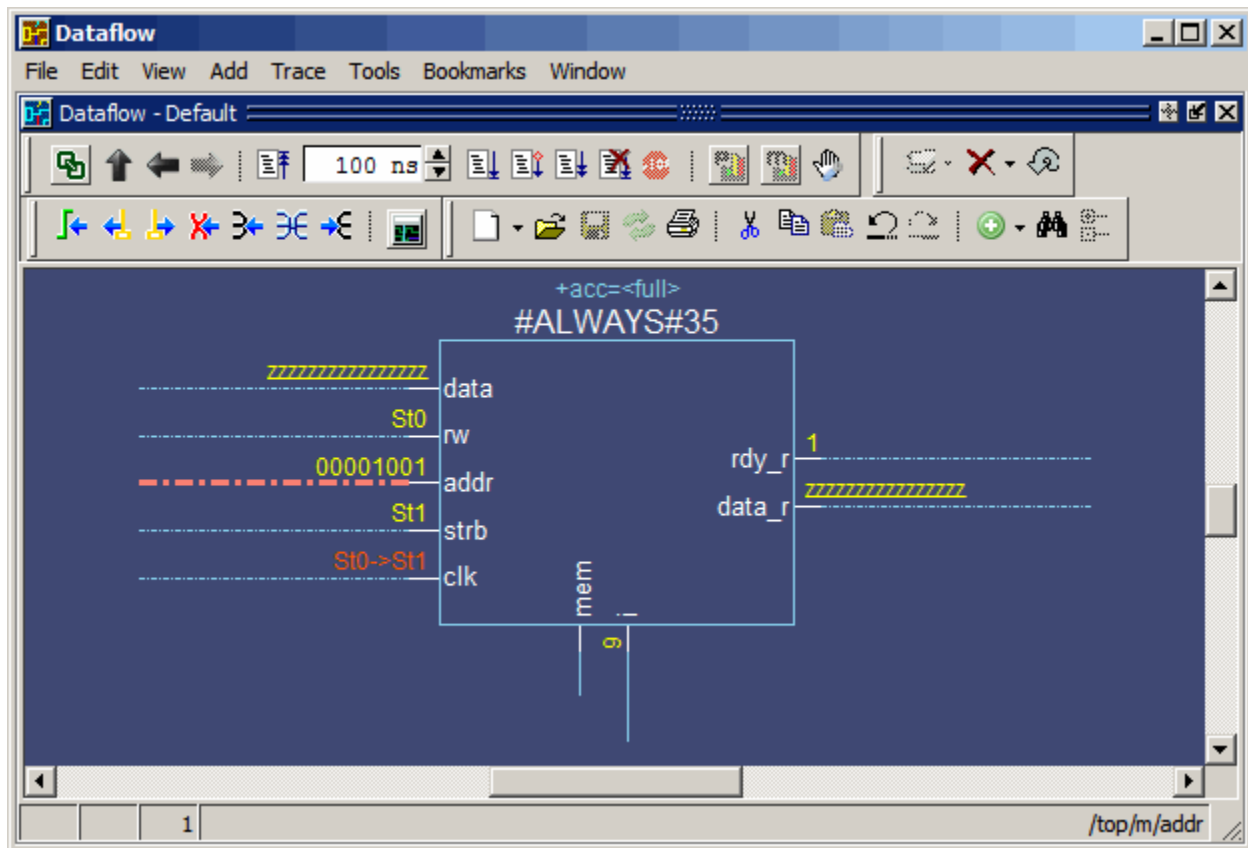 Dataflow
File Edit View Add Trace Tools Bookmarks Window
Dataflow - Default
100 ns
+acc=<full>
#ALWAYS#35
zzzzzzzzzzzzzzzz
data
St0
rw
00001001
addr
St1
strb
St0->St1
clk
1
rdy_r
zzzzzzzzzzzzzzzz
data_r
mem
i
9
1
/top/m/addr